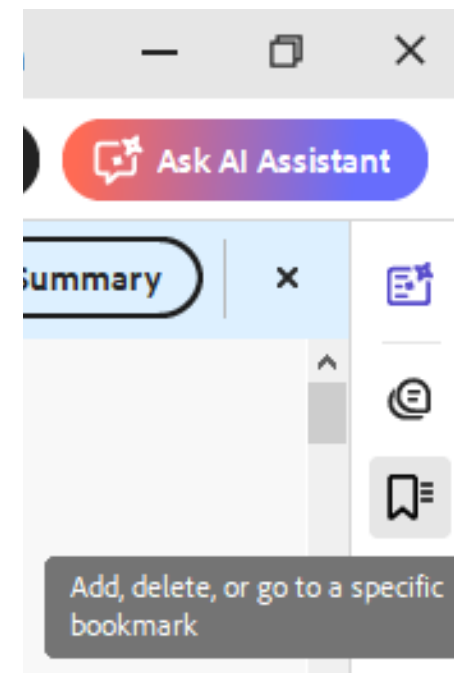 Ask AI Assistant
Summary
Add, delete, or go to a specific
bookmark